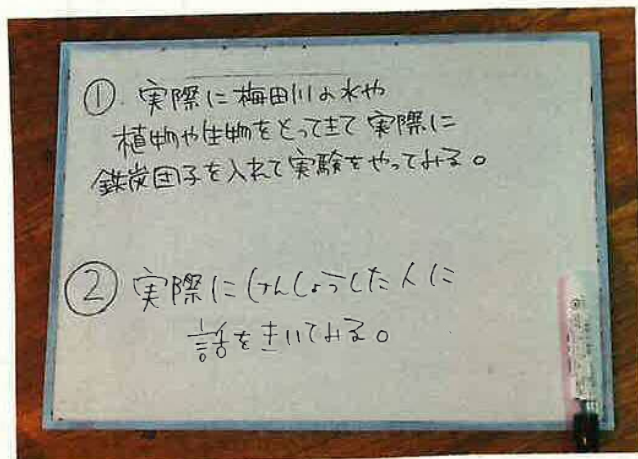 ① 実際に梅田川の水や
植物や生物をとってきて 実際に
鉄炭団子を入れて実験をやってみる。
② 実際にけんしょうした人に
話をきいてみる。